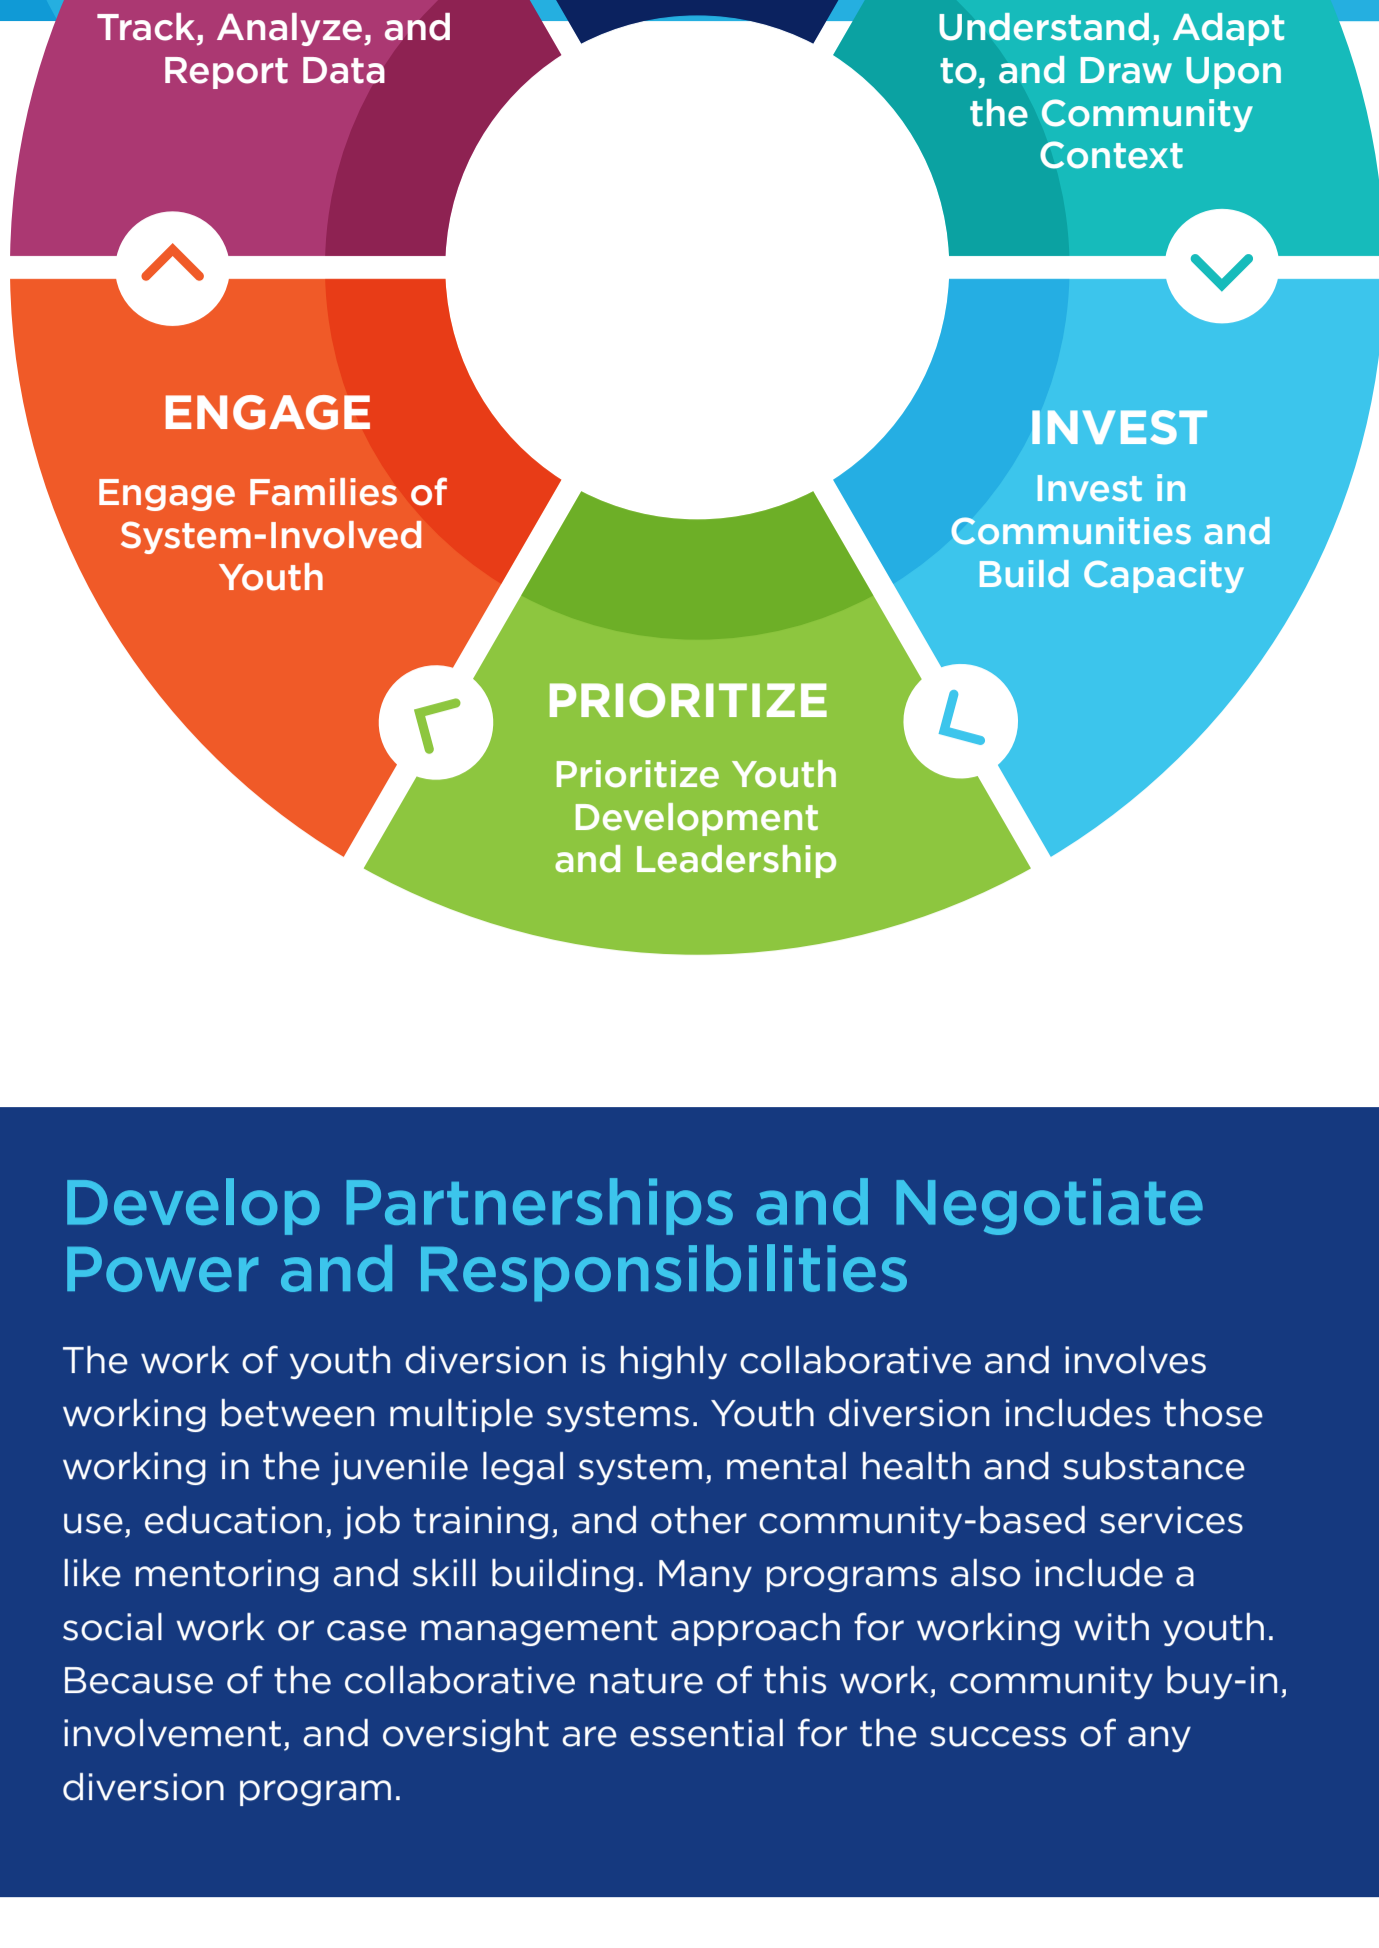 Track, Analyze, and
Report Data
Understand, Adapt
to, and Draw Upon
the Community
Context
ENGAGE
Engage Families of
System-Involved
Youth
INVEST
Invest in
Communities and
Build Capacity
PRIORITIZE
Prioritize Youth
Development
and Leadership
Develop Partnerships and Negotiate
Power and Responsibilities
The work of youth diversion is highly collaborative and involves
working between multiple systems. Youth diversion includes those
working in the juvenile legal system, mental health and substance
use, education, job training, and other community-based services
like mentoring and skill building. Many programs also include a
social work or case management approach for working with youth.
Because of the collaborative nature of this work, community buy-in,
involvement, and oversight are essential for the success of any
diversion program.